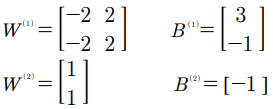 W⁽¹⁾ = [−2 2; −2 2] B⁽¹⁾ = [3; −1]
W⁽²⁾ = [1; 1] B⁽²⁾ = [−1]